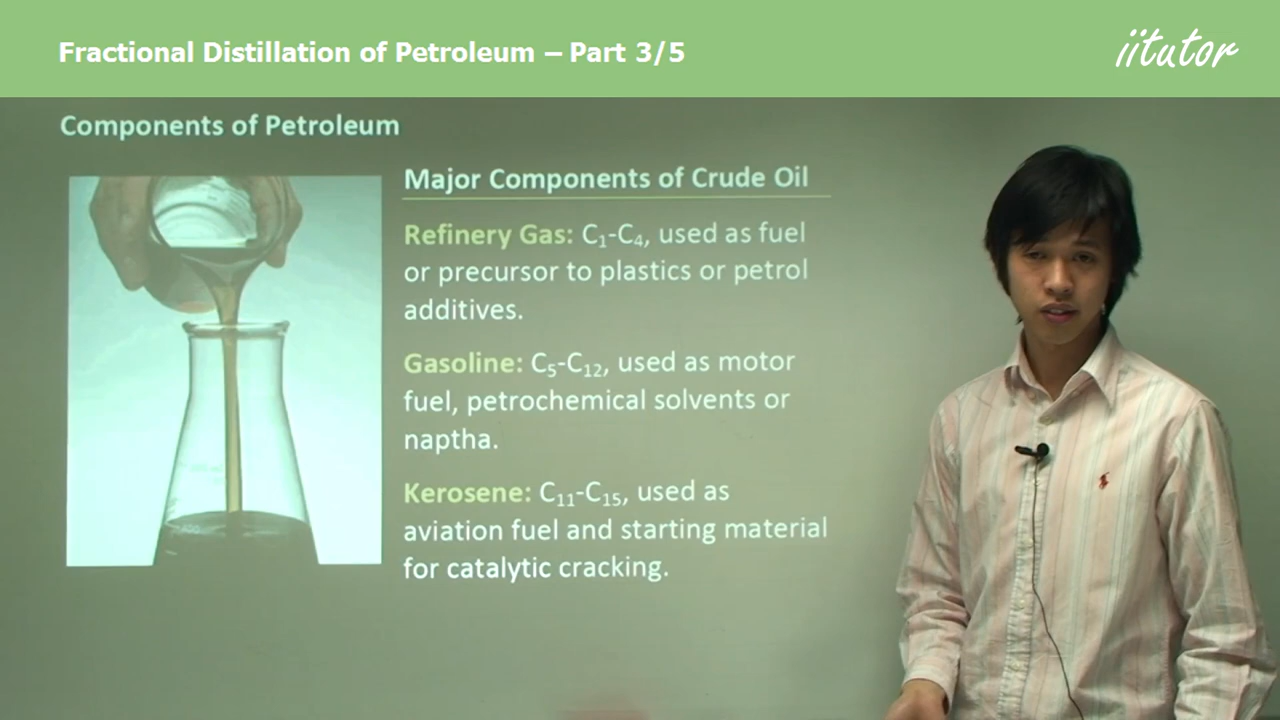 Fractional Distillation of Petroleum – Part 3/5
iitutor
Components of Petroleum
Major Components of Crude Oil
Refinery Gas: C₁-C₄, used as fuel
or precursor to plastics or petrol
additives.
Gasoline: C₅-C₁₂, used as motor
fuel, petrochemical solvents or
naptha.
Kerosene: C₁₁-C₁₅, used as
aviation fuel and starting material
for catalytic cracking.